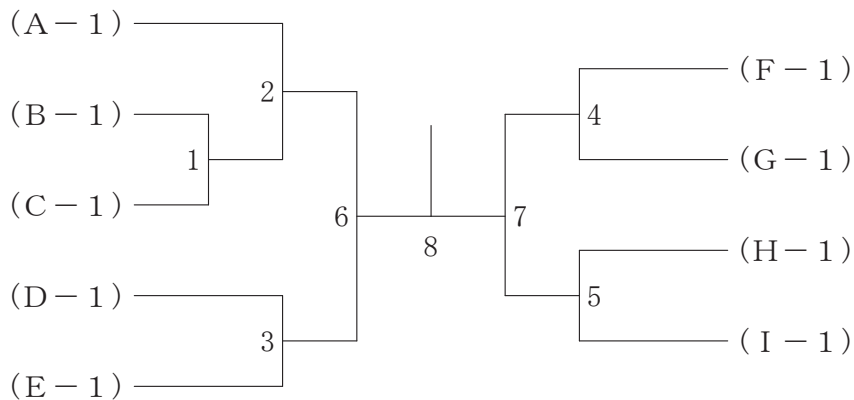 (A－1)
(B－1)
(C－1)
(D－1)
(E－1)
1
2
3
6
8
7
4
5
(F－1)
(G－1)
(H－1)
(I－1)